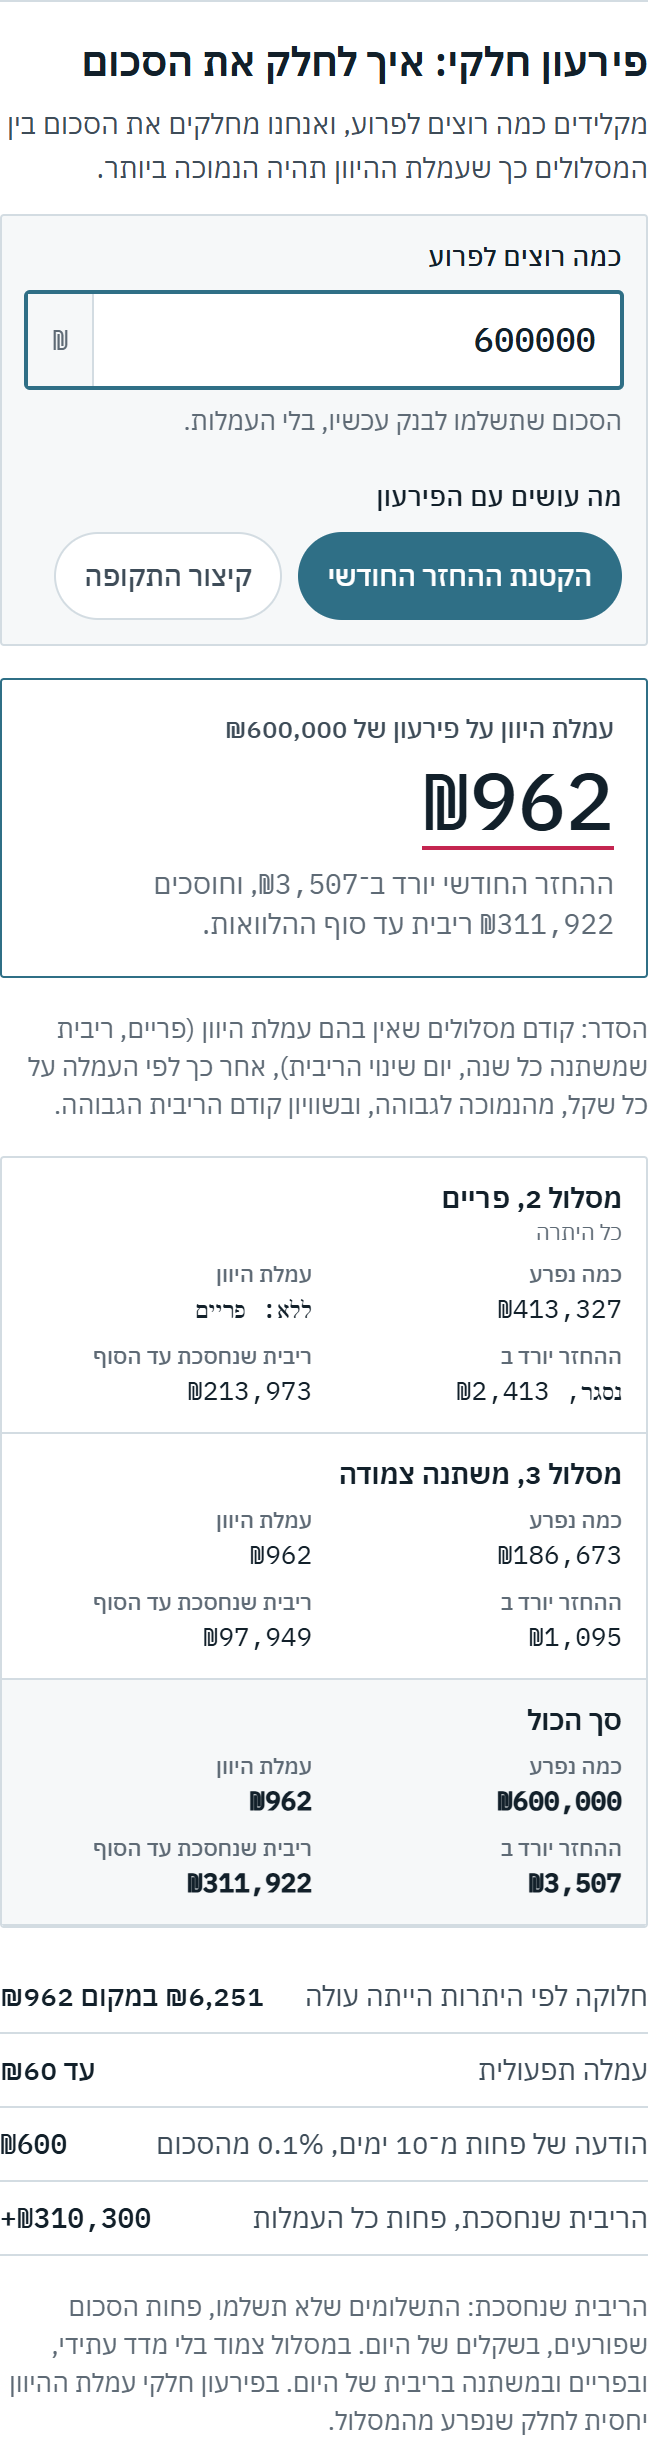 פירעון חלקי: איך לחלק את הסכום
מקלידים כמה רוצים לפרוע, ואנחנו מחלקים את הסכום בין
המסלולים כך שעמלת ההיוון תהיה הנמוכה ביותר.
כמה רוצים לפרוע
600000 ₪
הסכום שתשלמו לבנק עכשיו, בלי העמלות.
מה עושים עם הפירעון
הקטנת ההחזר החודשי קיצור התקופה
עמלת היוון על פירעון של 600,000₪
962₪
ההחזר החודשי יורד ב־3,507₪, וחוסכים
311,922₪ ריבית עד סוף ההלוואות.
הסדר: קודם מסלולים שאין בהם עמלת היוון (פריים, ריבית
שמשתנה כל שנה, יום שינוי הריבית), אחר כך לפי העמלה על
כל שקל, מהנמוכה לגבוהה, ובשוויון קודם הריבית הגבוהה.
מסלול 2, פריים
כל היתרה
כמה נפרע עמלת היוון
413,327₪ ללא: פריים
ההחזר יורד ב ריבית שנחסכת עד הסוף
נסגר, 2,413₪ 213,973₪
מסלול 3, משתנה צמודה
כמה נפרע עמלת היוון
186,673₪ 962₪
ההחזר יורד ב ריבית שנחסכת עד הסוף
1,095₪ 97,949₪
סך הכול
כמה נפרע עמלת היוון
600,000₪ 962₪
ההחזר יורד ב ריבית שנחסכת עד הסוף
3,507₪ 311,922₪
חלוקה לפי היתרות הייתה עולה 6,251₪ במקום 962₪
עמלה תפעולית עד 60₪
הודעה של פחות מ־10 ימים, 0.1% מהסכום 600₪
הריבית שנחסכת, פחות כל העמלות 310,300₪+
הריבית שנחסכת: התשלומים שלא תשלמו, פחות הסכום
שפורעים, בשקלים של היום. במסלול צמוד בלי מדד עתידי,
ובפריים ובמשתנה בריבית של היום. בפירעון חלקי עמלת ההיוון
יחסית לחלק שנפרע מהמסלול.